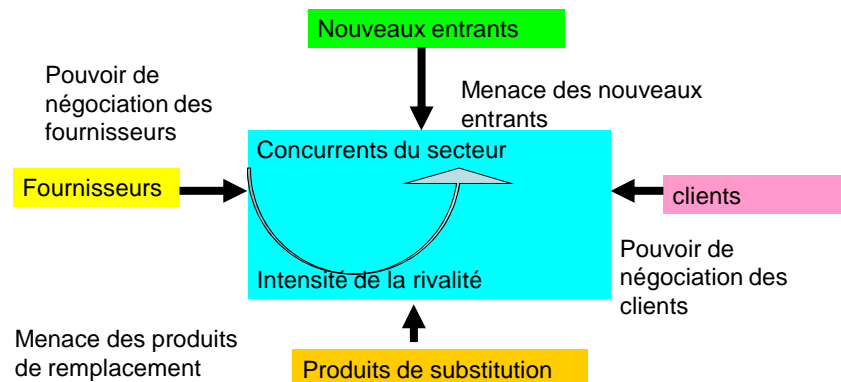 Nouveaux entrants
Pouvoir de
négociation des
fournisseurs
Menace des nouveaux
entrants
Concurrents du secteur
Fournisseurs
clients
Intensité de la rivalité
Pouvoir de
négociation des
clients
Menace des produits
de remplacement
Produits de substitution